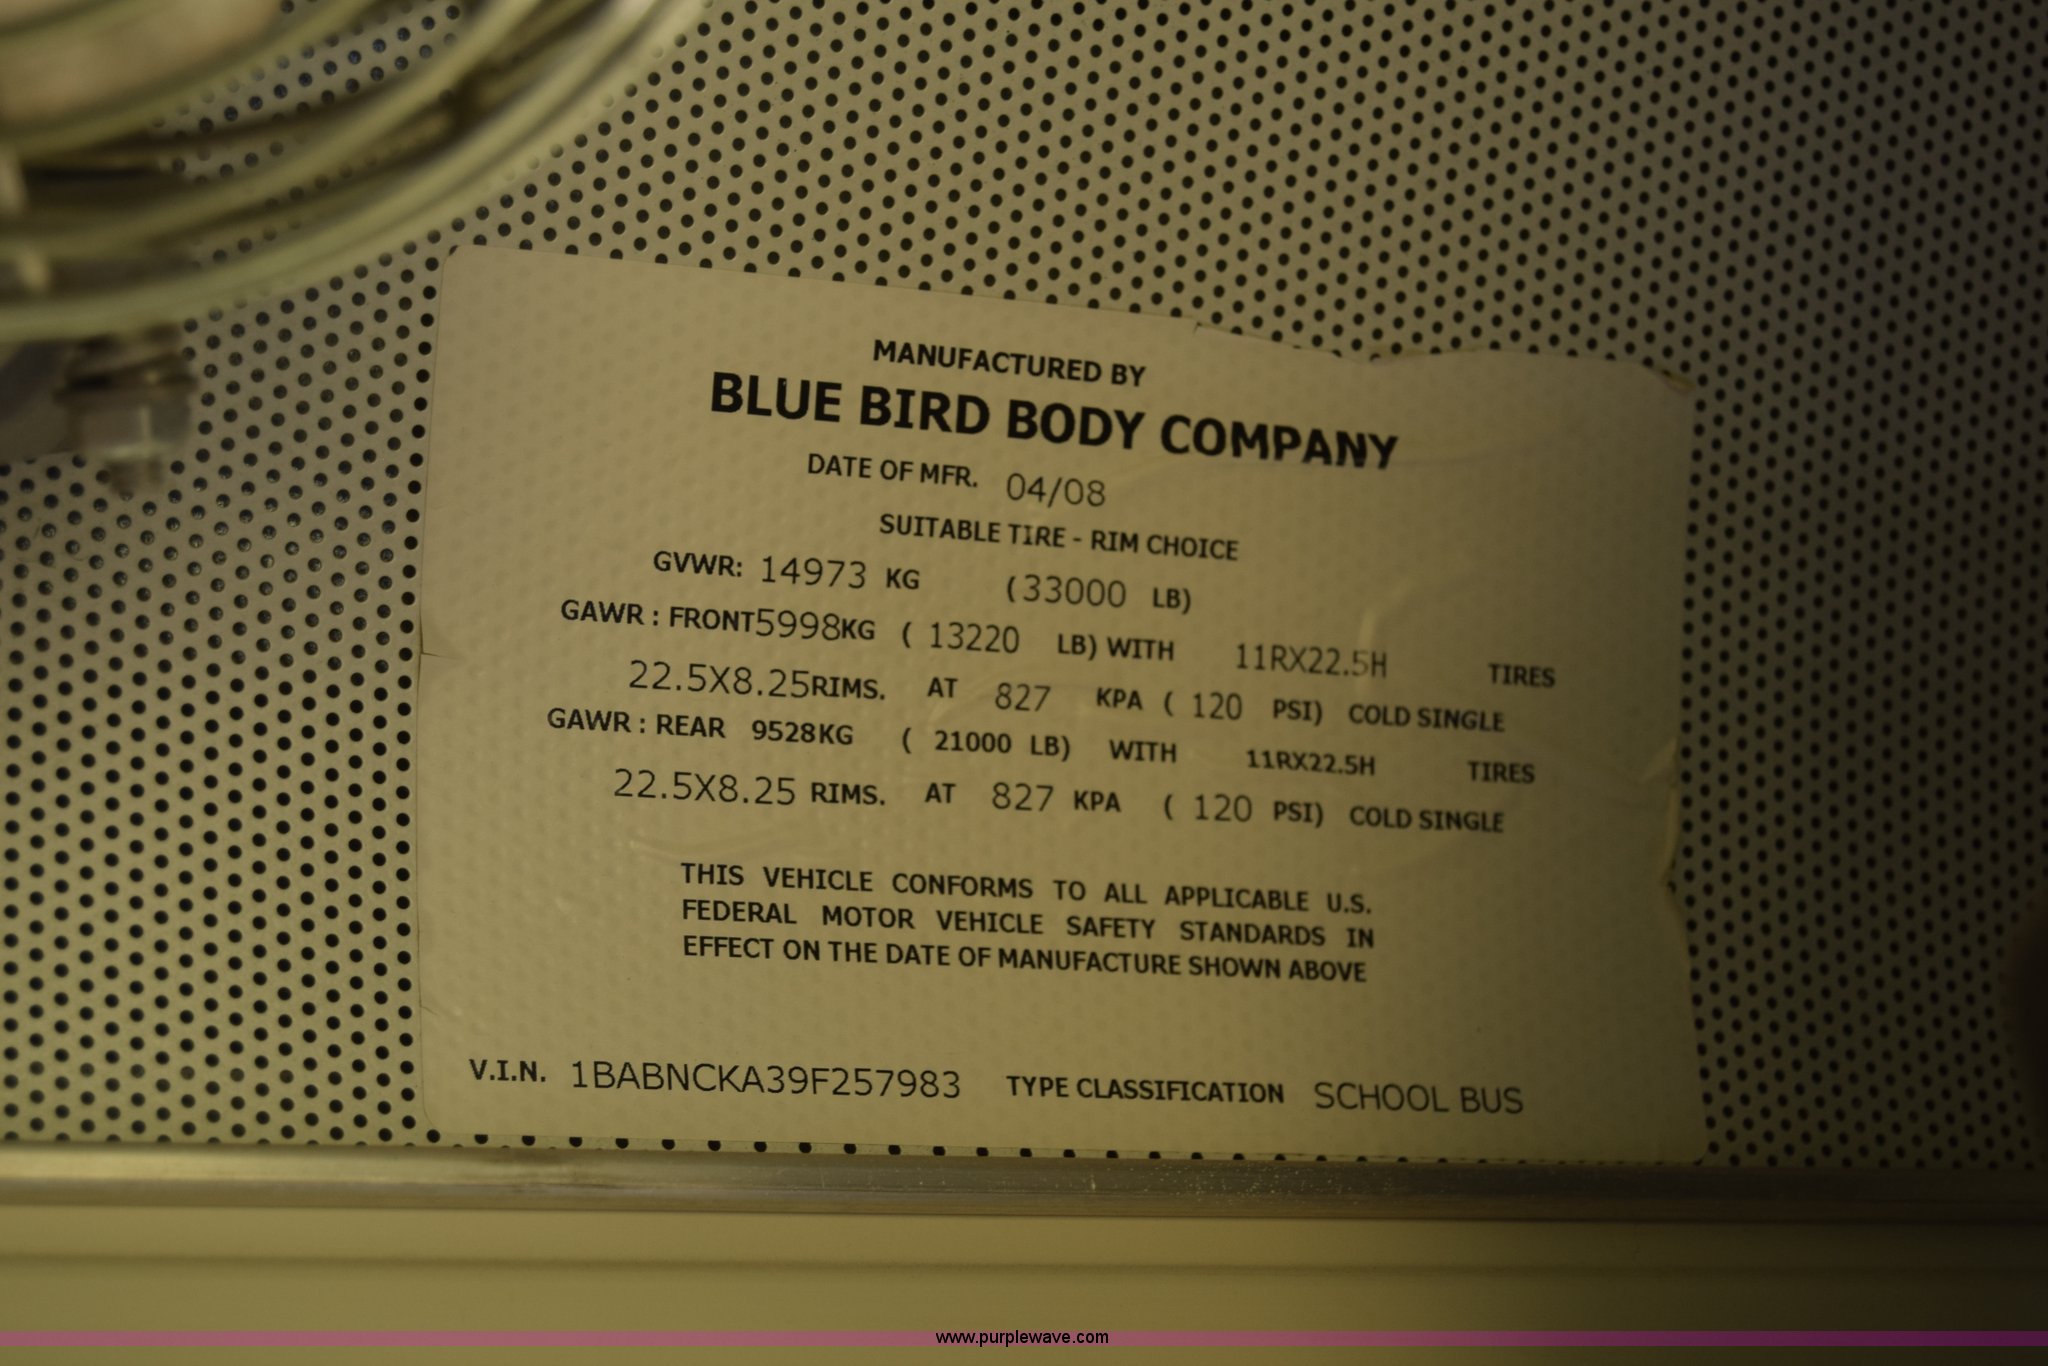 MANUFACTURED BY
BLUE BIRD BODY COMPANY
DATE OF MFR. 04/08
SUITABLE TIRE - RIM CHOICE
GVWR: 14973 KG (33000 LB)
GAWR : FRONT 5998KG ( 13220 LB) WITH 11RX22.5H TIRES
22.5X8.25 RIMS. AT 827 KPA ( 120 PSI) COLD SINGLE
GAWR : REAR 9528KG ( 21000 LB) WITH 11RX22.5H TIRES
22.5X8.25 RIMS. AT 827 KPA ( 120 PSI) COLD SINGLE
THIS VEHICLE CONFORMS TO ALL APPLICABLE U.S.
FEDERAL MOTOR VEHICLE SAFETY STANDARDS IN
EFFECT ON THE DATE OF MANUFACTURE SHOWN ABOVE
V.I.N. 1BABNCKA39F257983 TYPE CLASSIFICATION SCHOOL BUS
www.purplewave.com